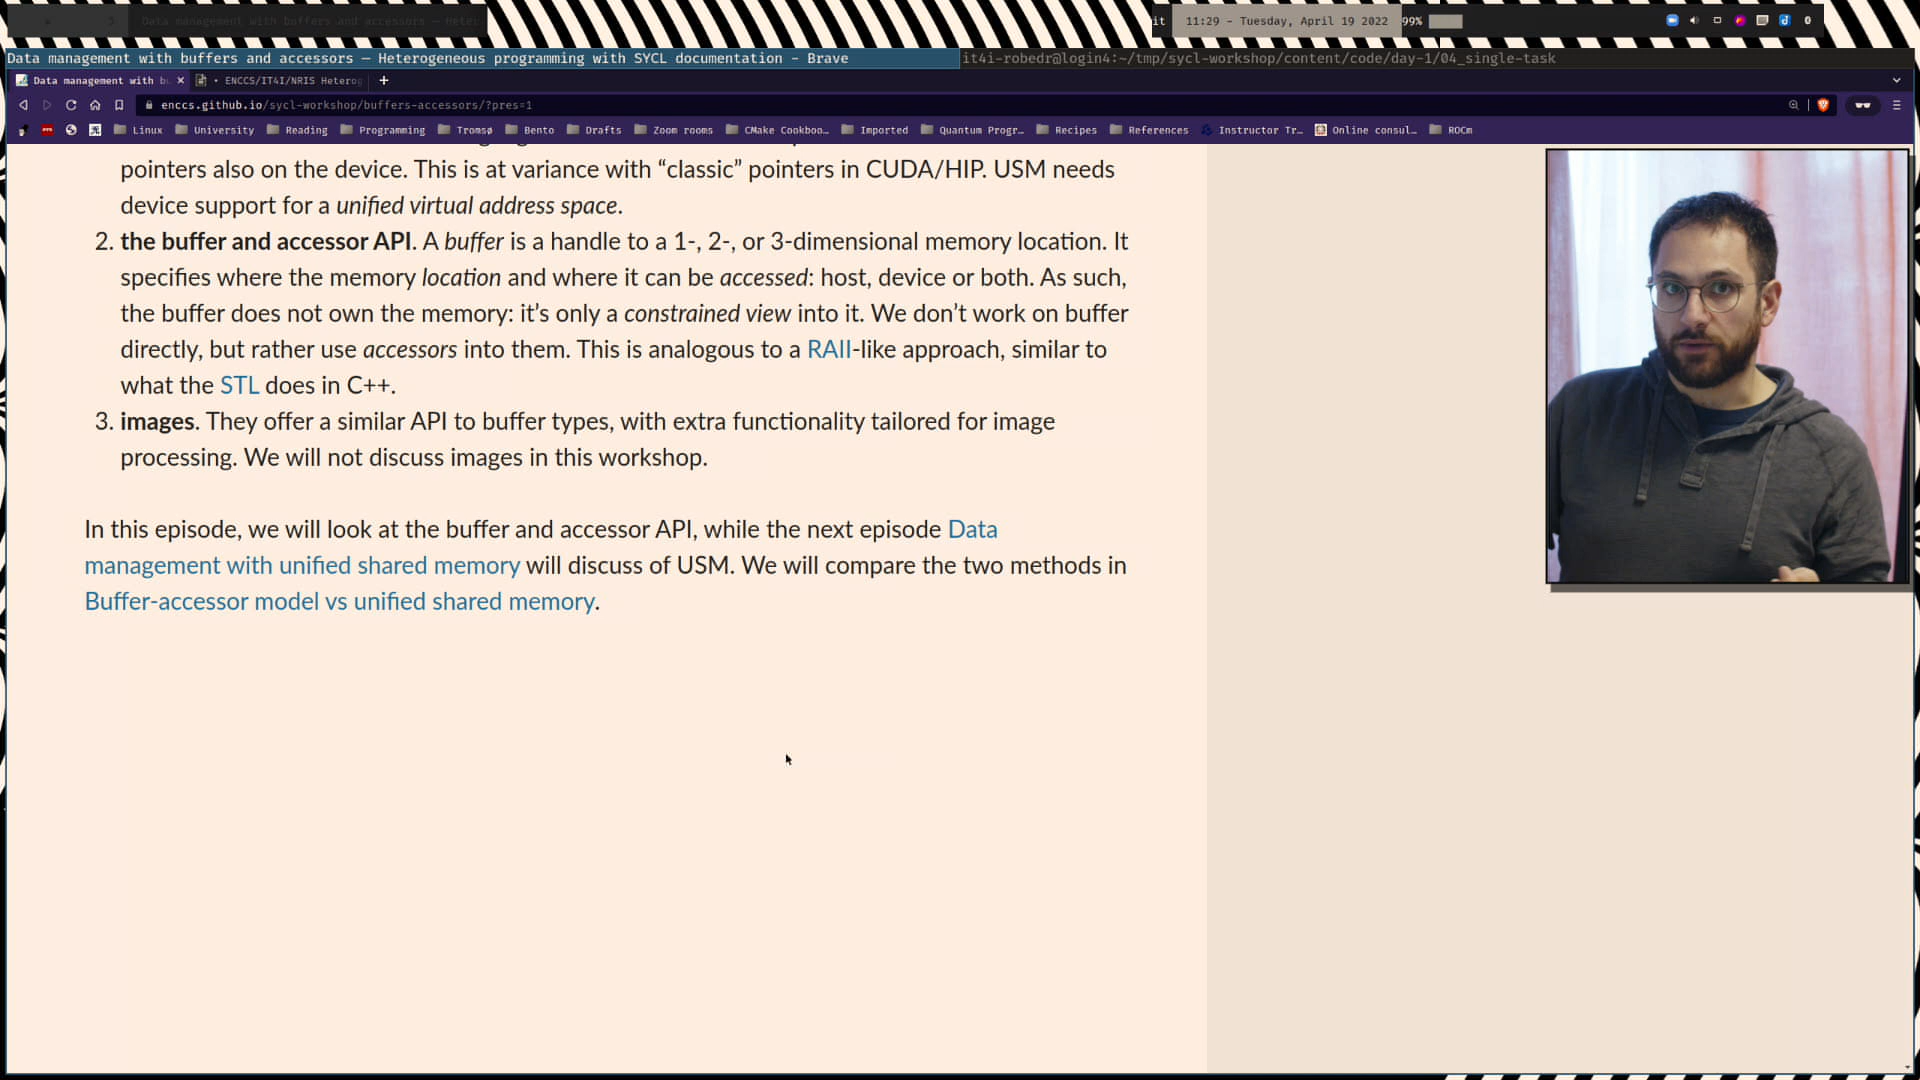 Data management with buffers and accessors — Heter
it 11:29 - Tuesday, April 19 2022 99%
Data management with buffers and accessors — Heterogeneous programming with SYCL documentation - Brave
it4i-robedr@login4:~/tmp/sycl-workshop/content/code/day-1/04_single-task
Data management with bu
• ENCCS/IT4I/NRIS Heterog
enccs.github.io/sycl-workshop/buffers-accessors/?pres=1
Linux University Reading Programming Tromsø Bento Drafts Zoom rooms CMake Cookboo… Imported Quantum Progr… Recipes References Instructor Tr… Online consul… ROCm
pointers also on the device. This is at variance with “classic” pointers in CUDA/HIP. USM needs
device support for a unified virtual address space.
2. the buffer and accessor API. A buffer is a handle to a 1-, 2-, or 3-dimensional memory location. It
specifies where the memory location and where it can be accessed: host, device or both. As such,
the buffer does not own the memory: it’s only a constrained view into it. We don’t work on buffer
directly, but rather use accessors into them. This is analogous to a RAII-like approach, similar to
what the STL does in C++.
3. images. They offer a similar API to buffer types, with extra functionality tailored for image
processing. We will not discuss images in this workshop.
In this episode, we will look at the buffer and accessor API, while the next episode Data
management with unified shared memory will discuss of USM. We will compare the two methods in
Buffer-accessor model vs unified shared memory.